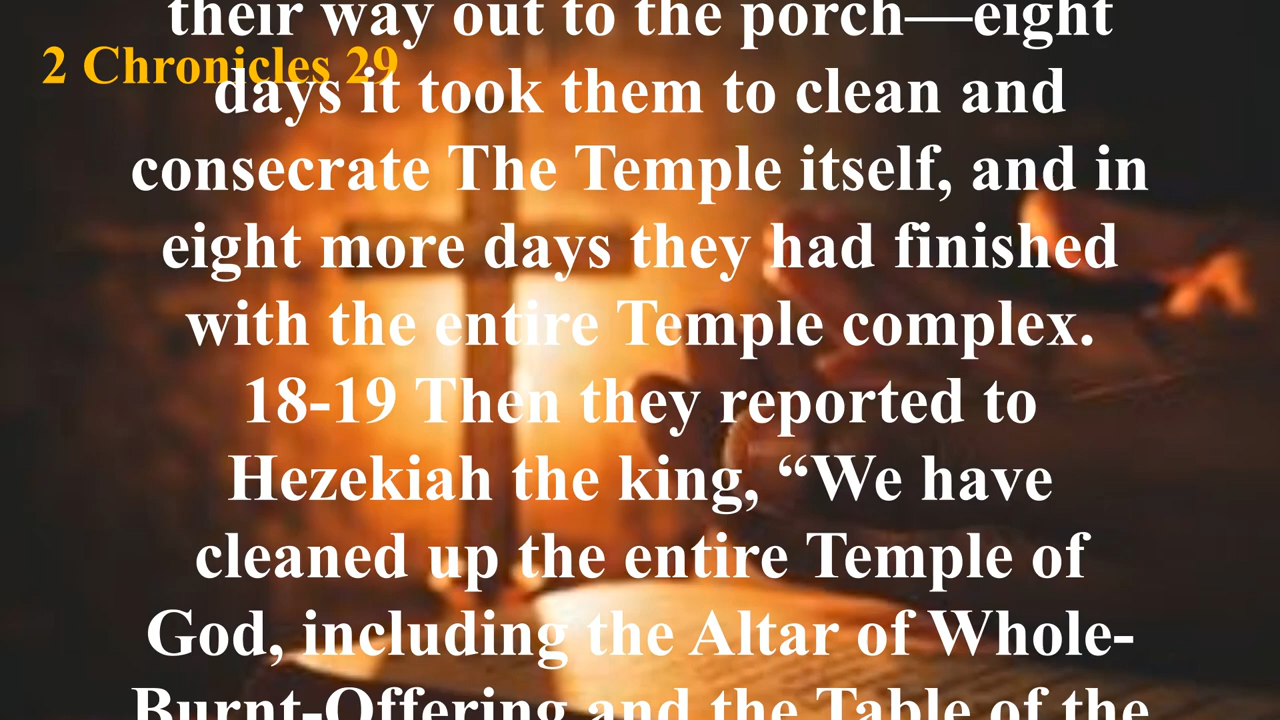 their way out to the porch—eight
2 Chronicles 29
days it took them to clean and
consecrate The Temple itself, and in
eight more days they had finished
with the entire Temple complex.
18-19 Then they reported to
Hezekiah the king, “We have
cleaned up the entire Temple of
God, including the Altar of Whole-
Burnt-Offering and the Table of the